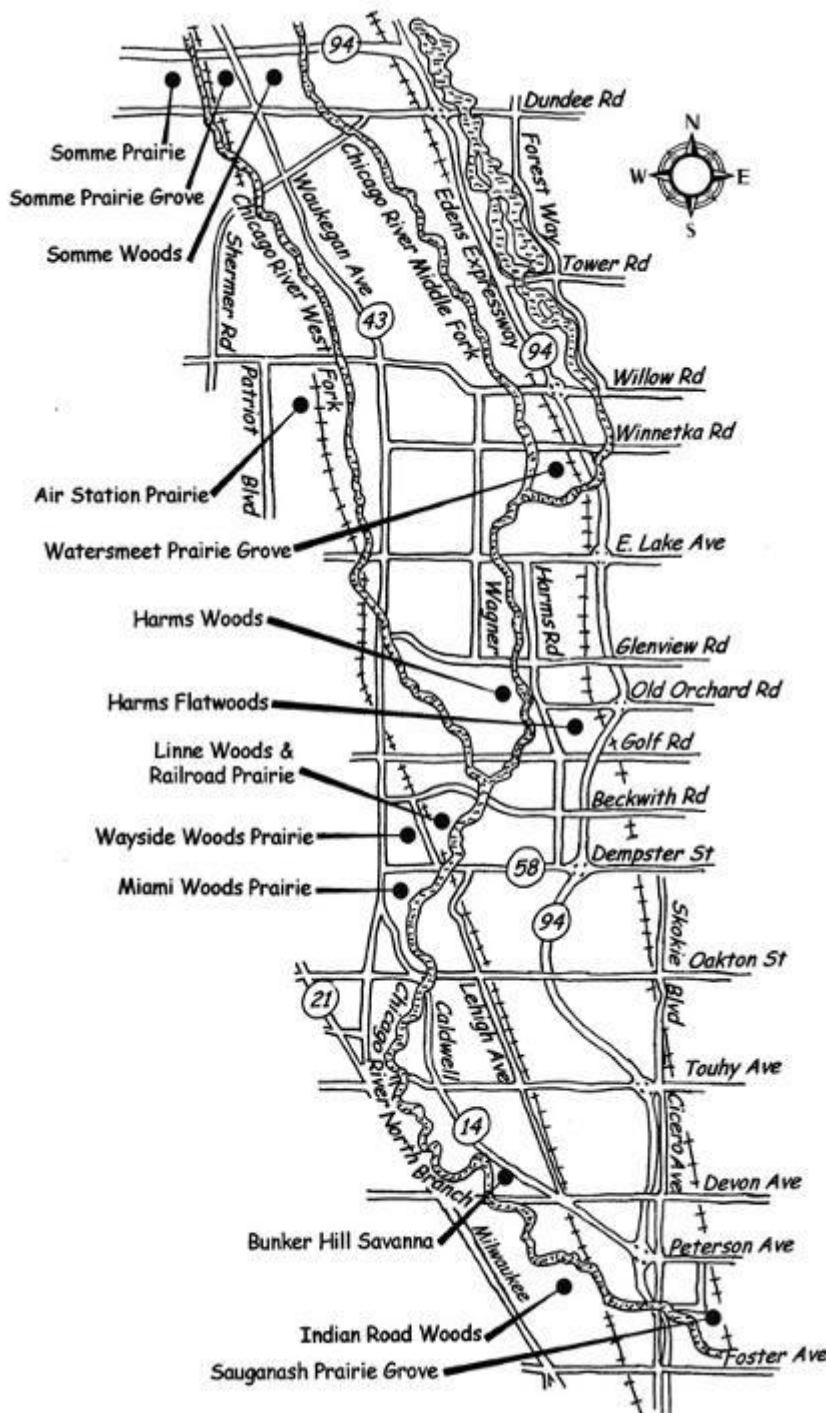 94
Dundee Rd
N
W E
S
Somme Prairie
Somme Prairie Grove
Somme Woods
Chicago River West
Fork
Waukegan Ave
Chicago River Middle Fork
Edens Expressway
Forest Way
Tower Rd
Shermer Rd
43
94
Patriot
Blvd
Willow Rd
Winnetka Rd
Air Station Prairie
Watersmeet Prairie Grove
E. Lake Ave
Wagner
Harms Rd
Harms Woods
Glenview Rd
Old Orchard Rd
Harms Flatwoods
Golf Rd
Linne Woods &
Railroad Prairie
Beckwith Rd
Wayside Woods Prairie
Dempster St
58
Miami Woods Prairie
94
Skokie
Blvd
Oakton St
21
Chicago
River North Branch
Caldwell
Lehigh Ave
Touhy Ave
Cicero Ave
14
Devon Ave
Bunker Hill Savanna
Milwaukee
Peterson Ave
Indian Road Woods
Sauganash Prairie Grove
Foster Ave